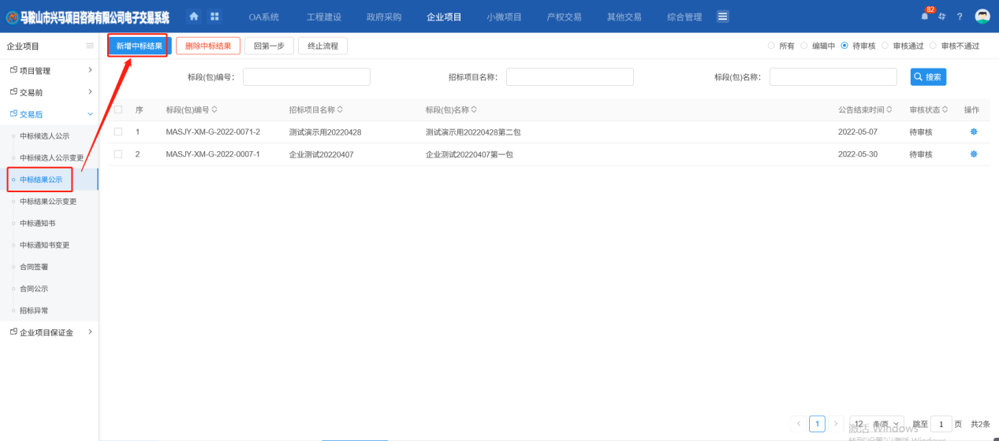 马鞍山市兴马项目咨询有限公司电子交易系统
OA系统 工程建设 政府采购 企业项目 小微项目 产权交易 其他交易 综合管理 82 ?
企业项目
新增中标结果 删除中标结果 回第一步 终止流程 所有 编辑中 待审核 审核通过 审核不通过
项目管理
交易前
交易后
中标候选人公示
中标候选人公示变更
中标结果公示
中标结果公示变更
中标通知书
中标通知书变更
合同签署
合同公示
招标异常
企业项目保证金
标段(包)编号： 招标项目名称： 标段(包)名称： 搜索
序 标段(包)编号 招标项目名称 标段(包)名称 公告结束时间 审核状态 操作
1 MASJY-XM-G-2022-0071-2 测试演示用20220428 测试演示用20220428第二包 2022-05-07 待审核
2 MASJY-XM-G-2022-0007-1 企业测试20220407 企业测试20220407第一包 2022-05-30 待审核
1 12 条/页 跳至 1 页 共2条
激活 Windows